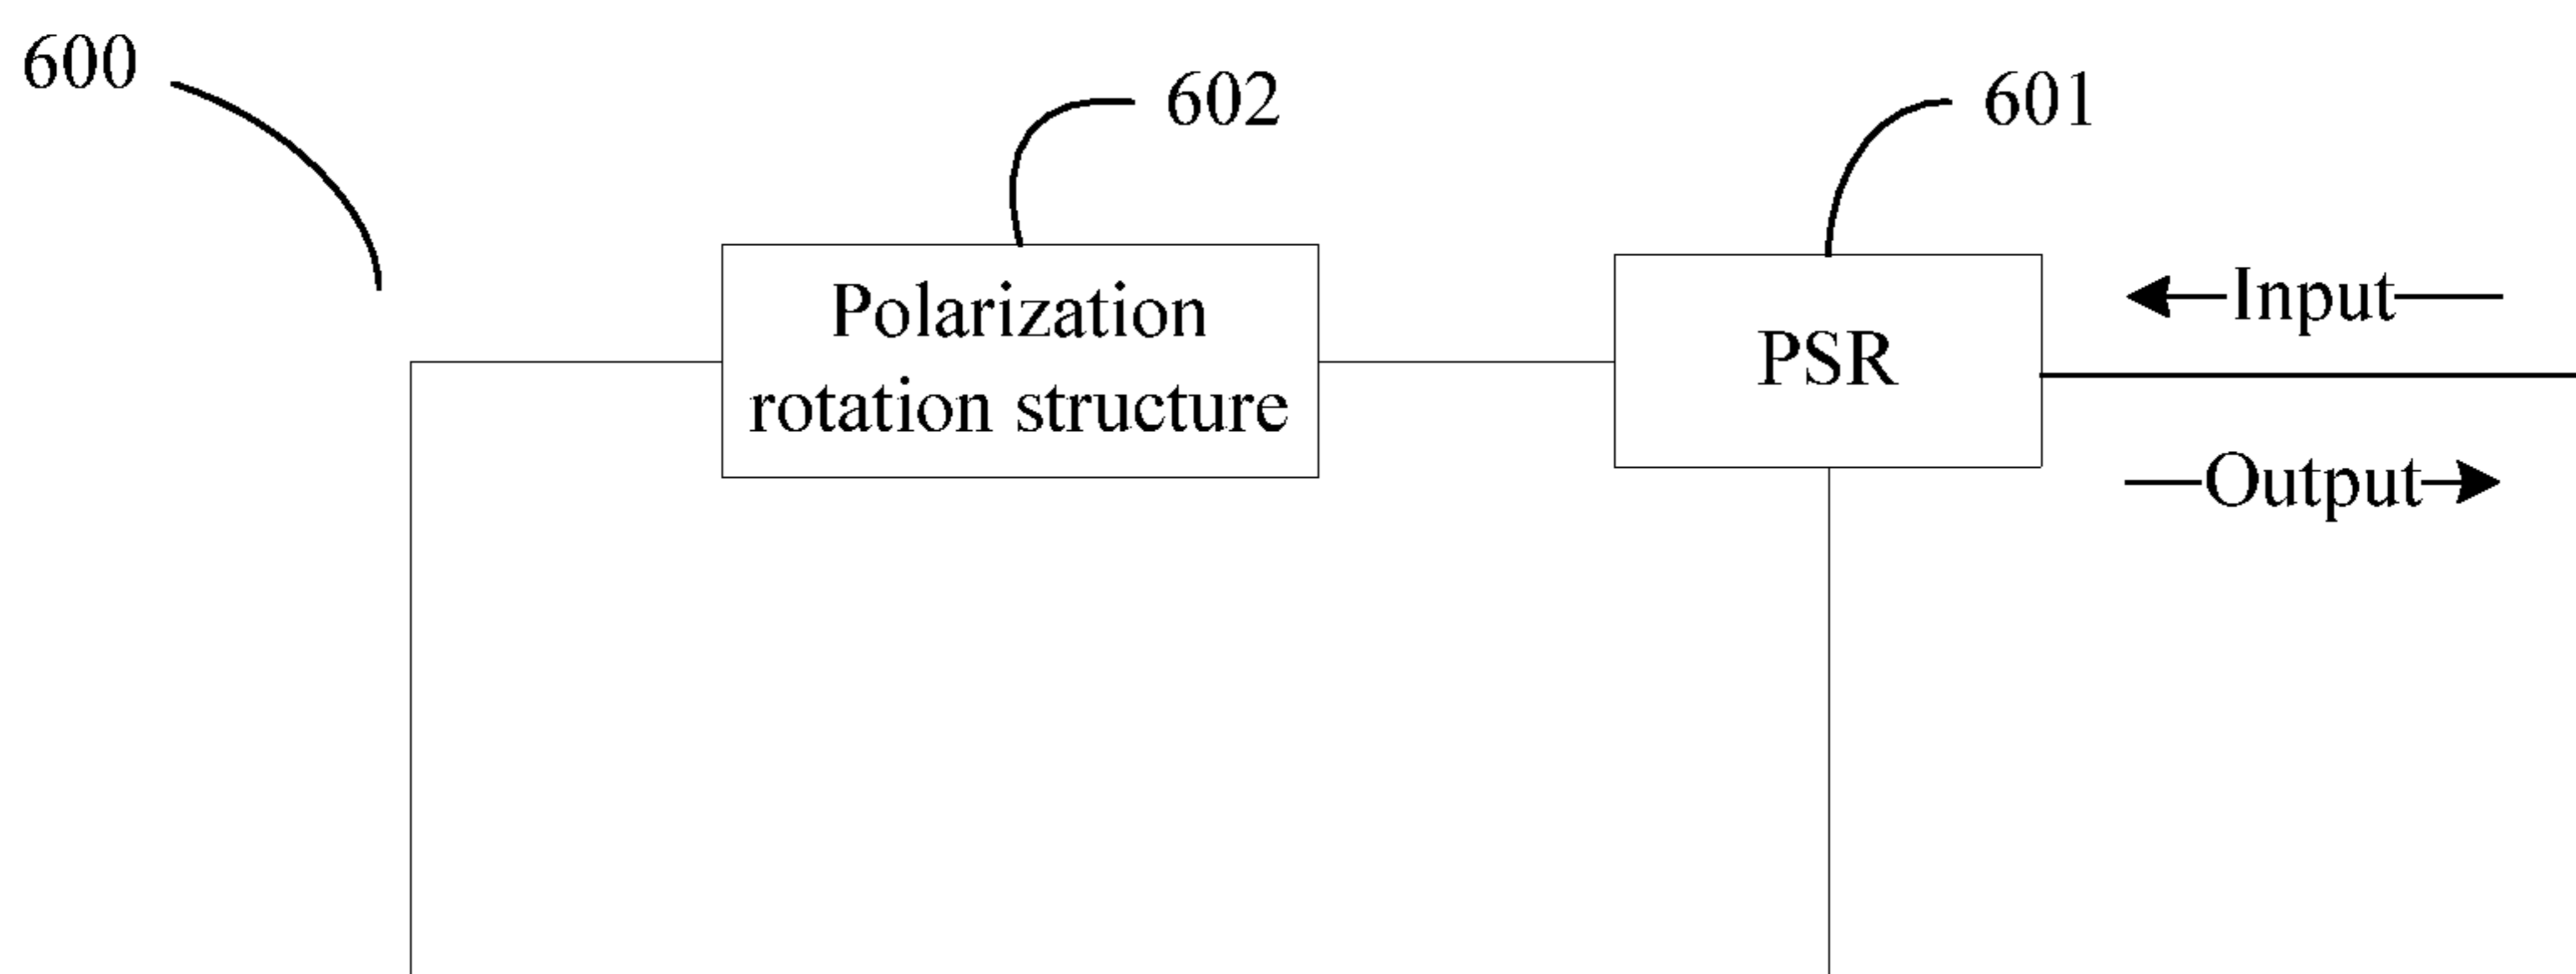 600
602
601
Polarization
rotation structure
PSR
Input
Output